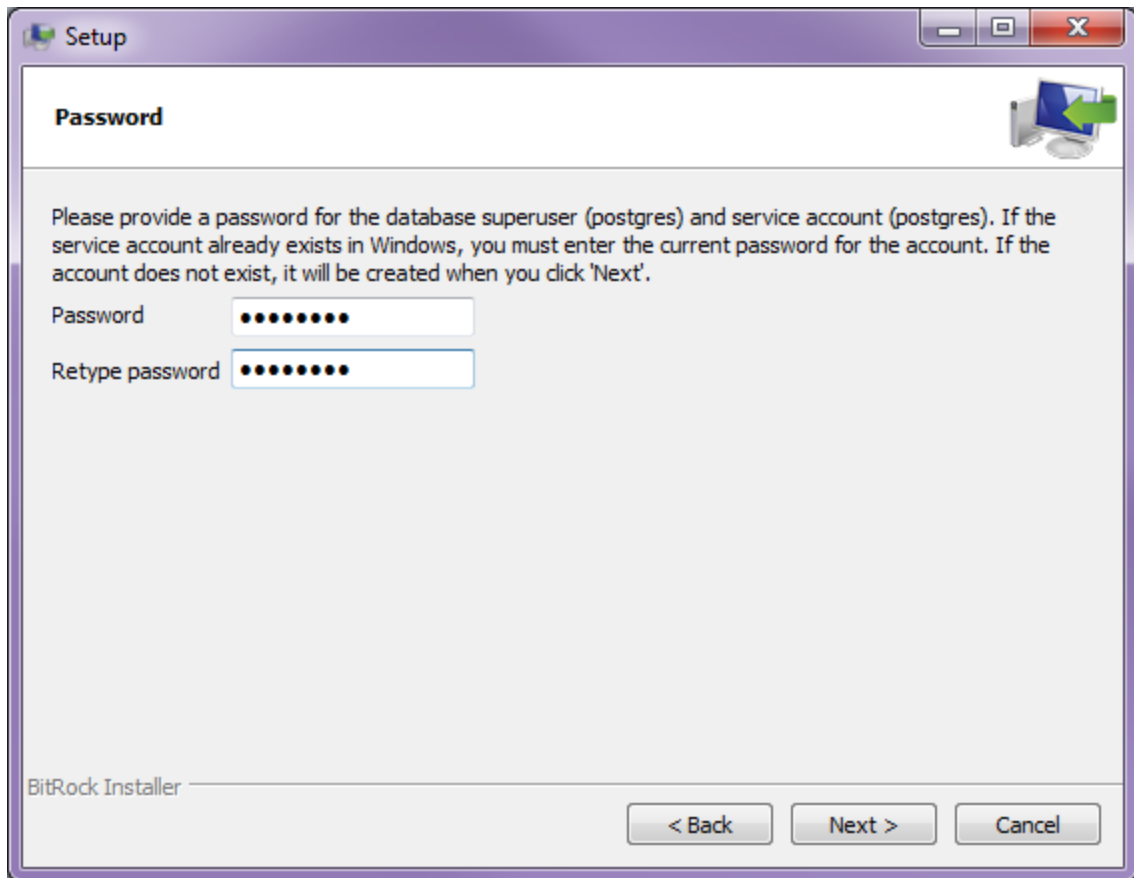 Setup
Password
Please provide a password for the database superuser (postgres) and service account (postgres). If the
service account already exists in Windows, you must enter the current password for the account. If the
account does not exist, it will be created when you click 'Next'.
Password ••••••••
Retype password ••••••••
BitRock Installer
< Back Next > Cancel